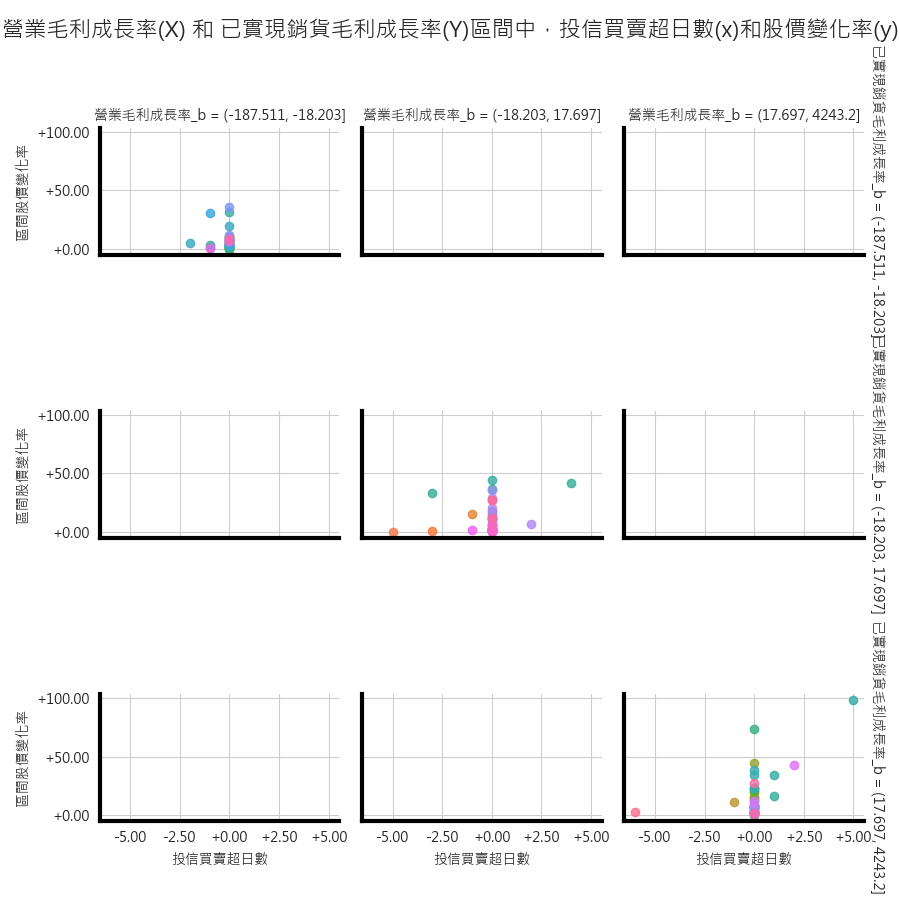 營業毛利成長率(X) 和 已實現銷貨毛利成長率(Y)區間中，投信買賣超日數(x)和股價變化率(y)
營業毛利成長率_b = (-187.511, -18.203]
營業毛利成長率_b = (-18.203, 17.697]
營業毛利成長率_b = (17.697, 4243.2]
已實現銷貨毛利成長率_b = (-187.511, -18.203]
區間股價變化率
+100.00
+50.00
+0.00
已實現銷貨毛利成長率_b = (-18.203, 17.697]
區間股價變化率
+100.00
+50.00
+0.00
已實現銷貨毛利成長率_b = (17.697, 4243.2]
區間股價變化率
+100.00
+50.00
+0.00
-5.00 -2.50 +0.00 +2.50 +5.00
-5.00 -2.50 +0.00 +2.50 +5.00
-5.00 -2.50 +0.00 +2.50 +5.00
投信買賣超日數
投信買賣超日數
投信買賣超日數